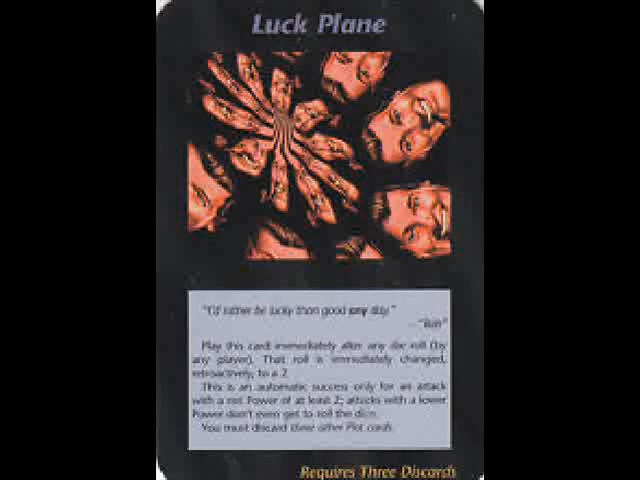 Luck Plane
"I'd rather be lucky than good any day."
– "Bob"
Play this card immediately after any die roll (by
any player). That roll is immediately changed,
retroactively, to a 2.
This is an automatic success only for an attack
with a net Power of at least 2; attacks with a lower
Power don't even get to roll the dice.
You must discard three other Plot cards.
Requires Three Discards